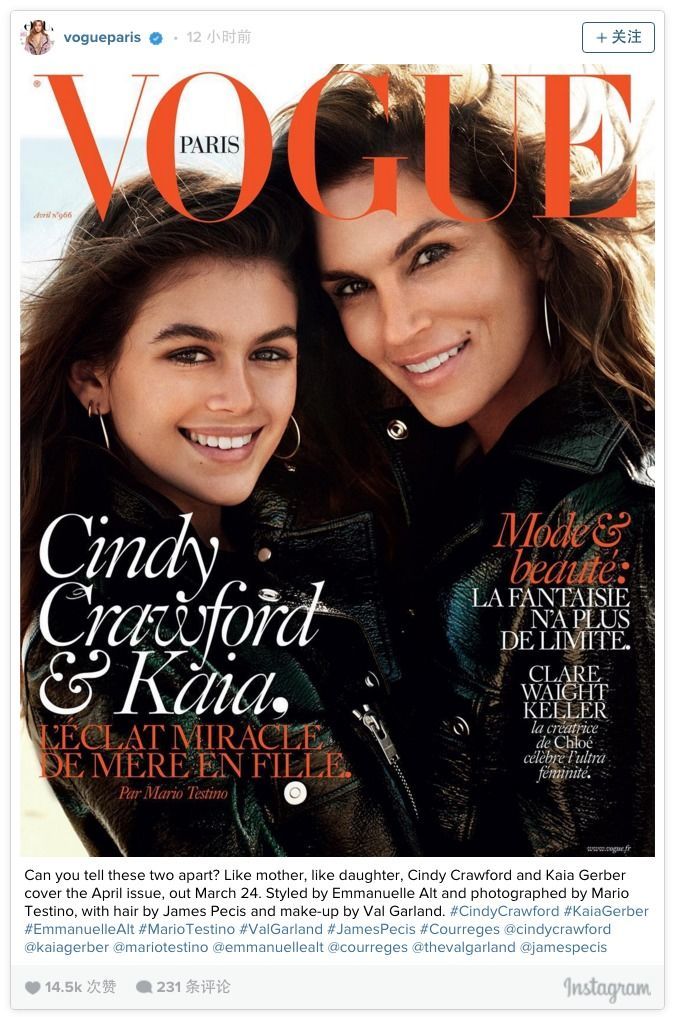 vogueparis • 12 小时前
+ 关注
VOGUE
PARIS
Avril n°966
Cindy
Crawford
& Kaia,
L'ÉCLAT MIRACLE
DE MÈRE EN FILLE.
Par Mario Testino
Mode &
beauté:
LA FANTAISIE
N'A PLUS
DE LIMITE.
CLARE
WAIGHT
KELLER
la créatrice
de Chloé
célèbre l'ultra
féminité.
www.vogue.fr
Can you tell these two apart? Like mother, like daughter, Cindy Crawford and Kaia Gerber
cover the April issue, out March 24. Styled by Emmanuelle Alt and photographed by Mario
Testino, with hair by James Pecis and make-up by Val Garland. #CindyCrawford #KaiaGerber
#EmmanuelleAlt #MarioTestino #ValGarland #JamesPecis #Courreges @cindycrawford
@kaiagerber @mariotestino @emmanuellealt @courreges @thevalgarland @jamespecis
14.5k 次赞 231 条评论
Instagram